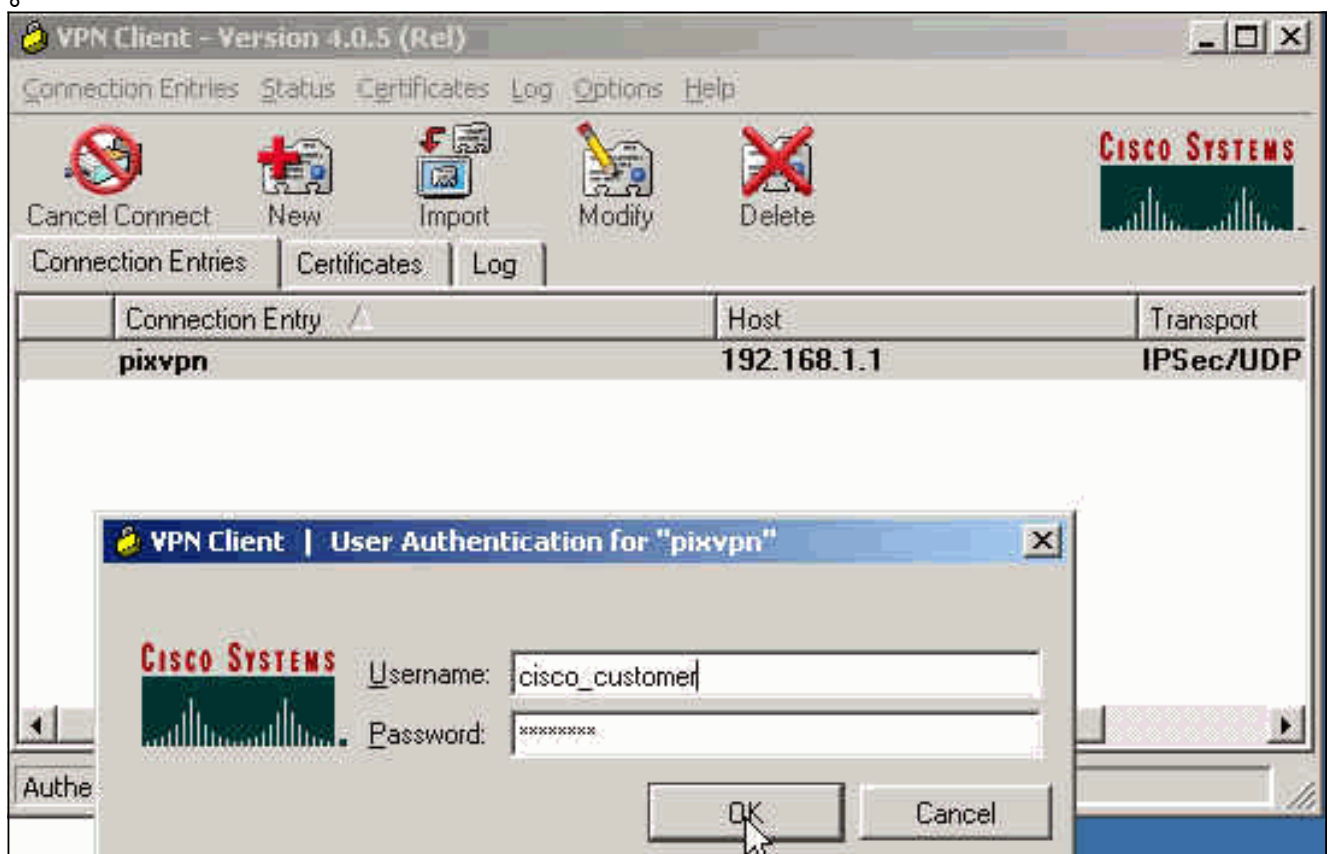 VPN Client - Version 4.0.5 (Rel)
Connection Entries Status Certificates Log Options Help
Cancel Connect New Import Modify Delete
CISCO SYSTEMS
Connection Entries Certificates Log
Connection Entry Host Transport
pixvpn 192.168.1.1 IPSec/UDP
VPN Client | User Authentication for "pixvpn"
CISCO SYSTEMS
Username: cisco_customer
Password: ********
Authe
OK Cancel